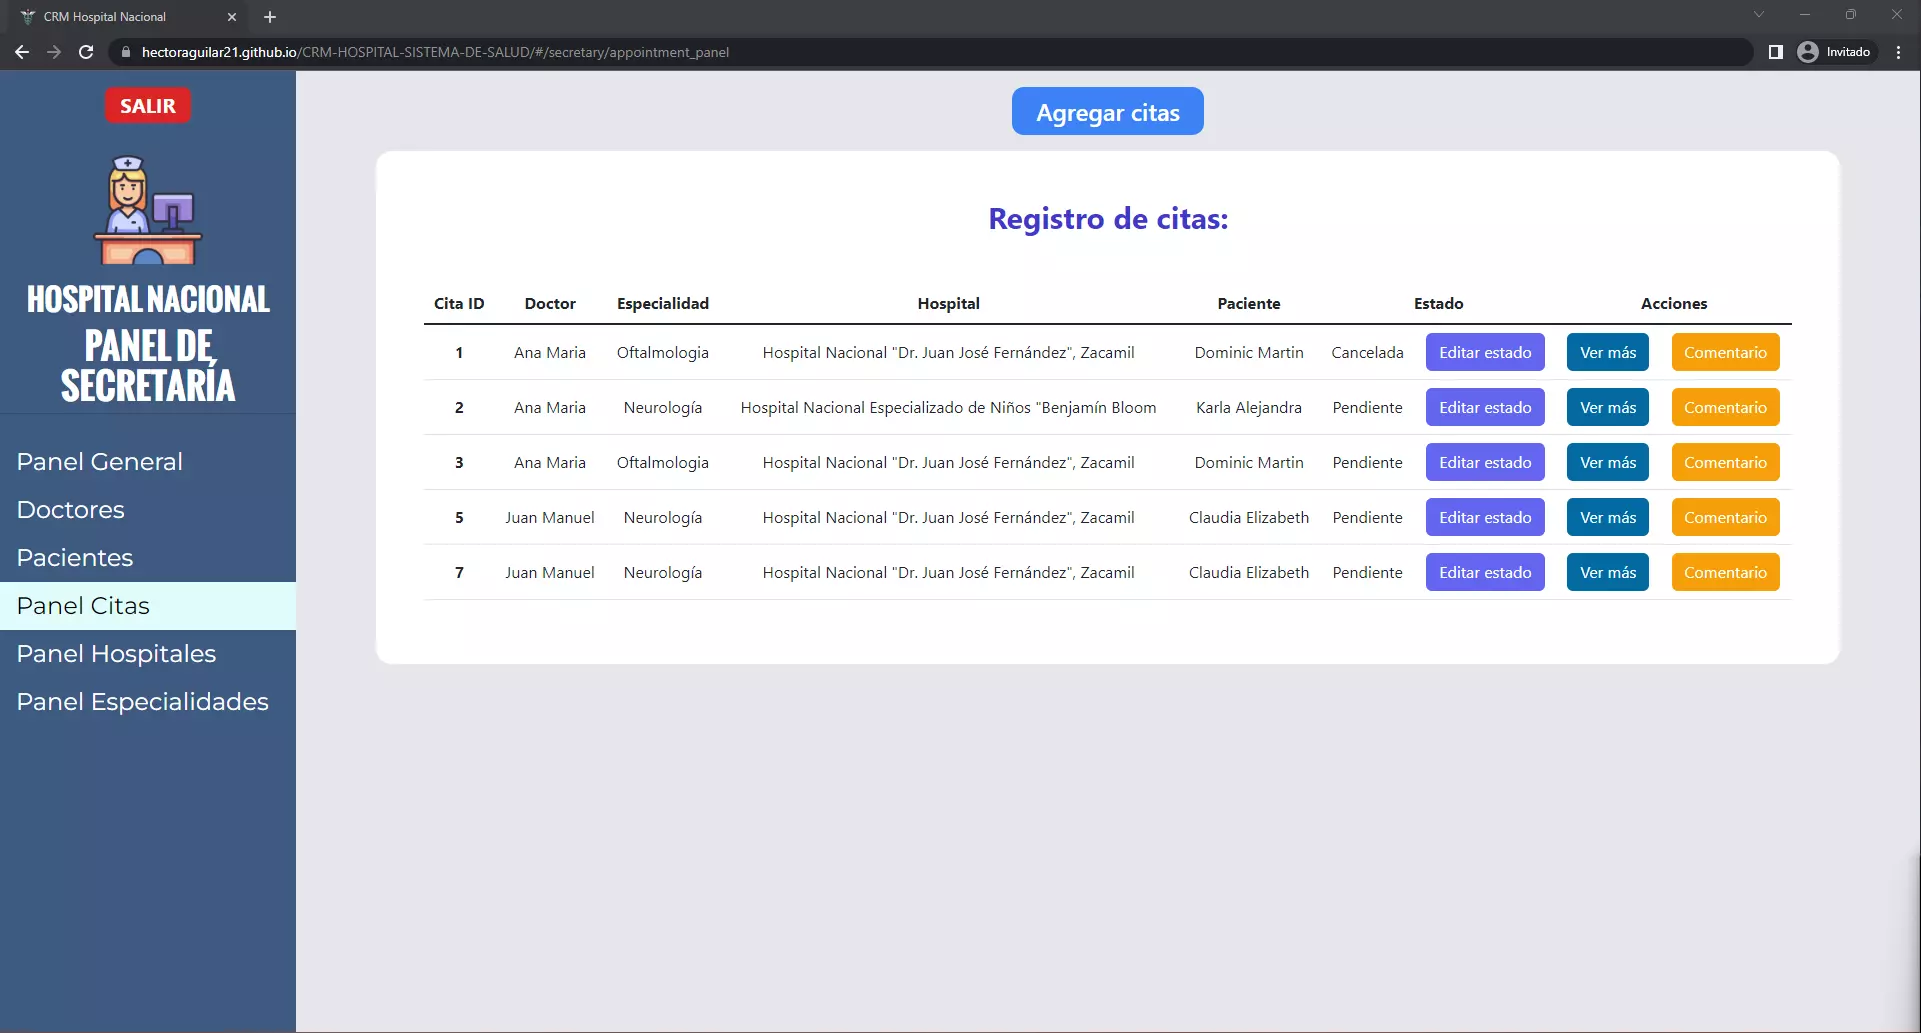 CRM Hospital Nacional
hectoraguilar21.github.io/CRM-HOSPITAL-SISTEMA-DE-SALUD/#/secretary/appointment_panel
Invitado
SALIR
HOSPITAL NACIONAL
PANEL DE
SECRETARÍA
Panel General
Doctores
Pacientes
Panel Citas
Panel Hospitales
Panel Especialidades
Agregar citas
Registro de citas:
Cita ID Doctor Especialidad Hospital Paciente Estado Acciones
1 Ana Maria Oftalmologia Hospital Nacional "Dr. Juan José Fernández", Zacamil Dominic Martin Cancelada Editar estado Ver más Comentario
2 Ana Maria Neurología Hospital Nacional Especializado de Niños "Benjamín Bloom Karla Alejandra Pendiente Editar estado Ver más Comentario
3 Ana Maria Oftalmologia Hospital Nacional "Dr. Juan José Fernández", Zacamil Dominic Martin Pendiente Editar estado Ver más Comentario
5 Juan Manuel Neurología Hospital Nacional "Dr. Juan José Fernández", Zacamil Claudia Elizabeth Pendiente Editar estado Ver más Comentario
7 Juan Manuel Neurología Hospital Nacional "Dr. Juan José Fernández", Zacamil Claudia Elizabeth Pendiente Editar estado Ver más Comentario